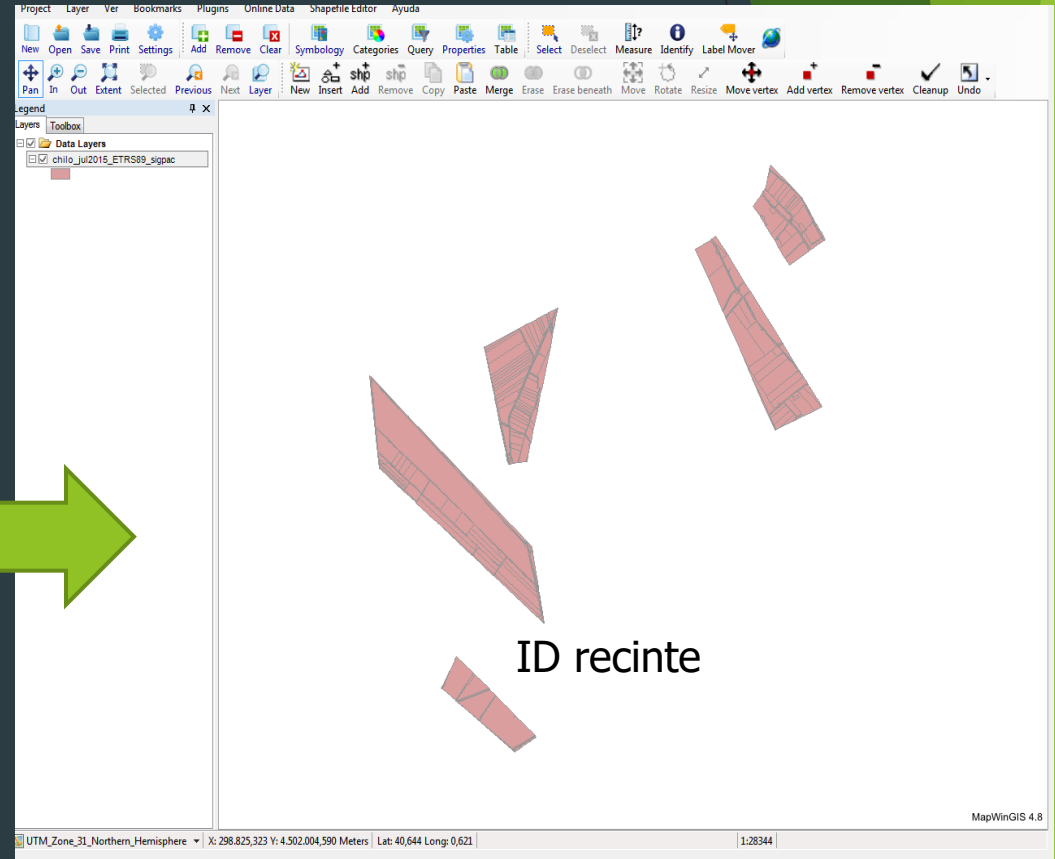 Project Layer Ver Bookmarks Plugins Online Data Shapefile Editor Ayuda
New Open Save Print Settings Add Remove Clear Symbology Categories Query Properties Table Select Deselect Measure Identify Label Mover
shp shp
Pan In Out Extent Selected Previous Next Layer New Insert Add Remove Copy Paste Merge Erase Erase beneath Move Rotate Resize Move vertex Add vertex Remove vertex Cleanup Undo
Legend
Layers Toolbox
Data Layers
chilo_jul2015_ETRS89_sigpac
ID recinte
MapWinGIS 4.8
UTM_Zone_31_Northern_Hemisphere X: 298.825,323 Y: 4.502.004,590 Meters Lat: 40,644 Long: 0,621 1:28344